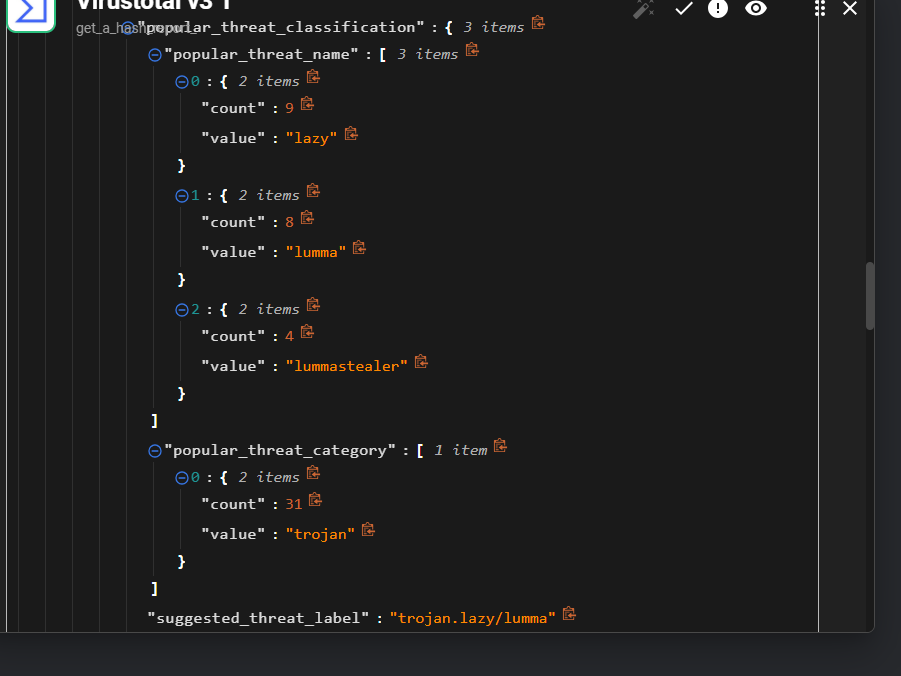 Virustotal v3 1
get_a_hash_report
"popular_threat_classification" : { 3 items
"popular_threat_name" : [ 3 items
0 : { 2 items
"count" : 9
"value" : "lazy"
}
1 : { 2 items
"count" : 8
"value" : "lumma"
}
2 : { 2 items
"count" : 4
"value" : "lummastealer"
}
]
"popular_threat_category" : [ 1 item
0 : { 2 items
"count" : 31
"value" : "trojan"
}
]
"suggested_threat_label" : "trojan.lazy/lumma"